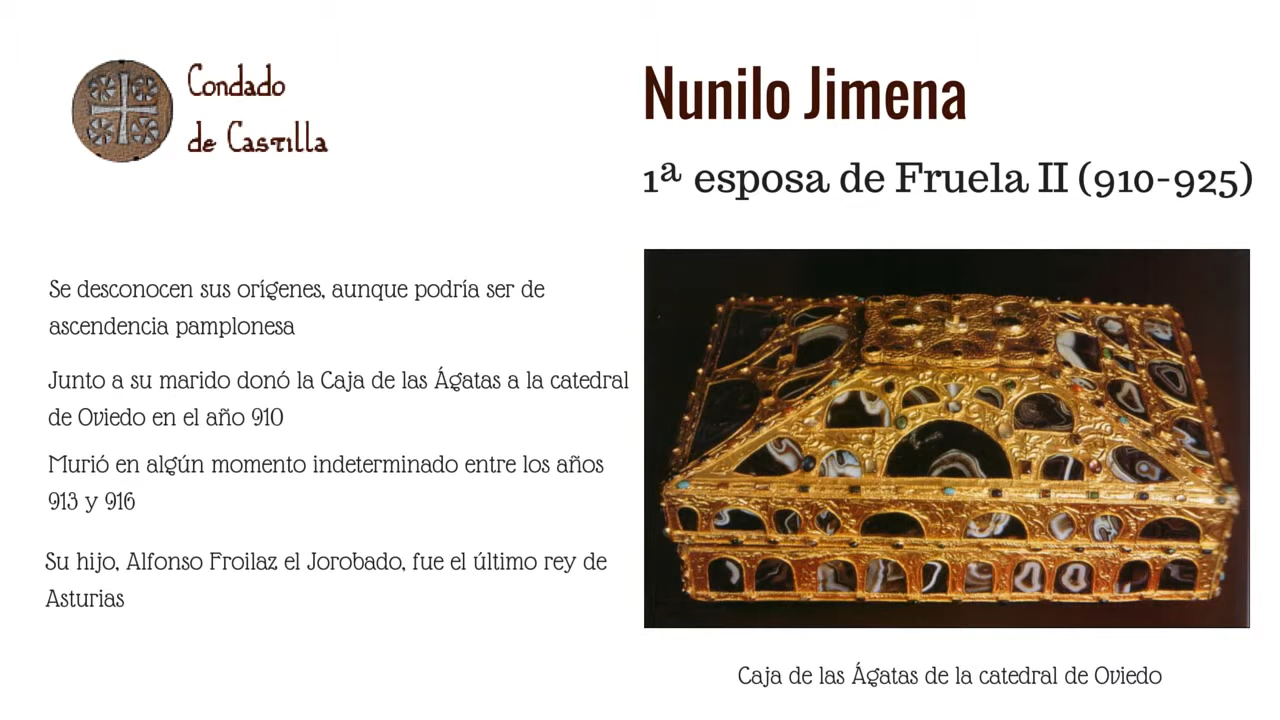 Condado
de Castilla
Nunilo Jimena
1ª esposa de Fruela II (910-925)
Se desconocen sus orígenes, aunque podría ser de
ascendencia pamplonesa
Junto a su marido donó la Caja de las Ágatas a la catedral
de Oviedo en el año 910
Murió en algún momento indeterminado entre los años
913 y 916
Su hijo, Alfonso Froilaz el Jorobado, fue el último rey de
Asturias
Caja de las Ágatas de la catedral de Oviedo